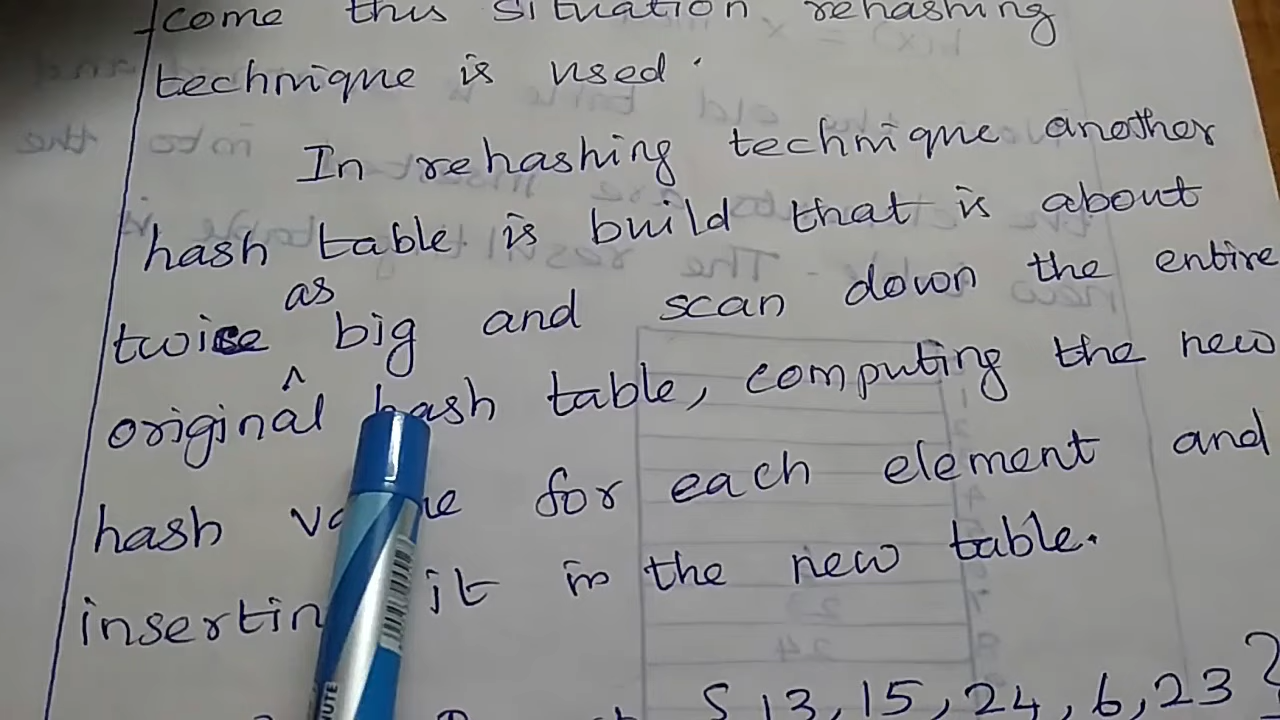 come this situation rehashing
technique is used.
In rehashing technique another
hash table is build that is about
twice as big and scan down the entire
original hash table, computing the new
hash for each element and
it in the new table.
13, 15, 24, 6, 23